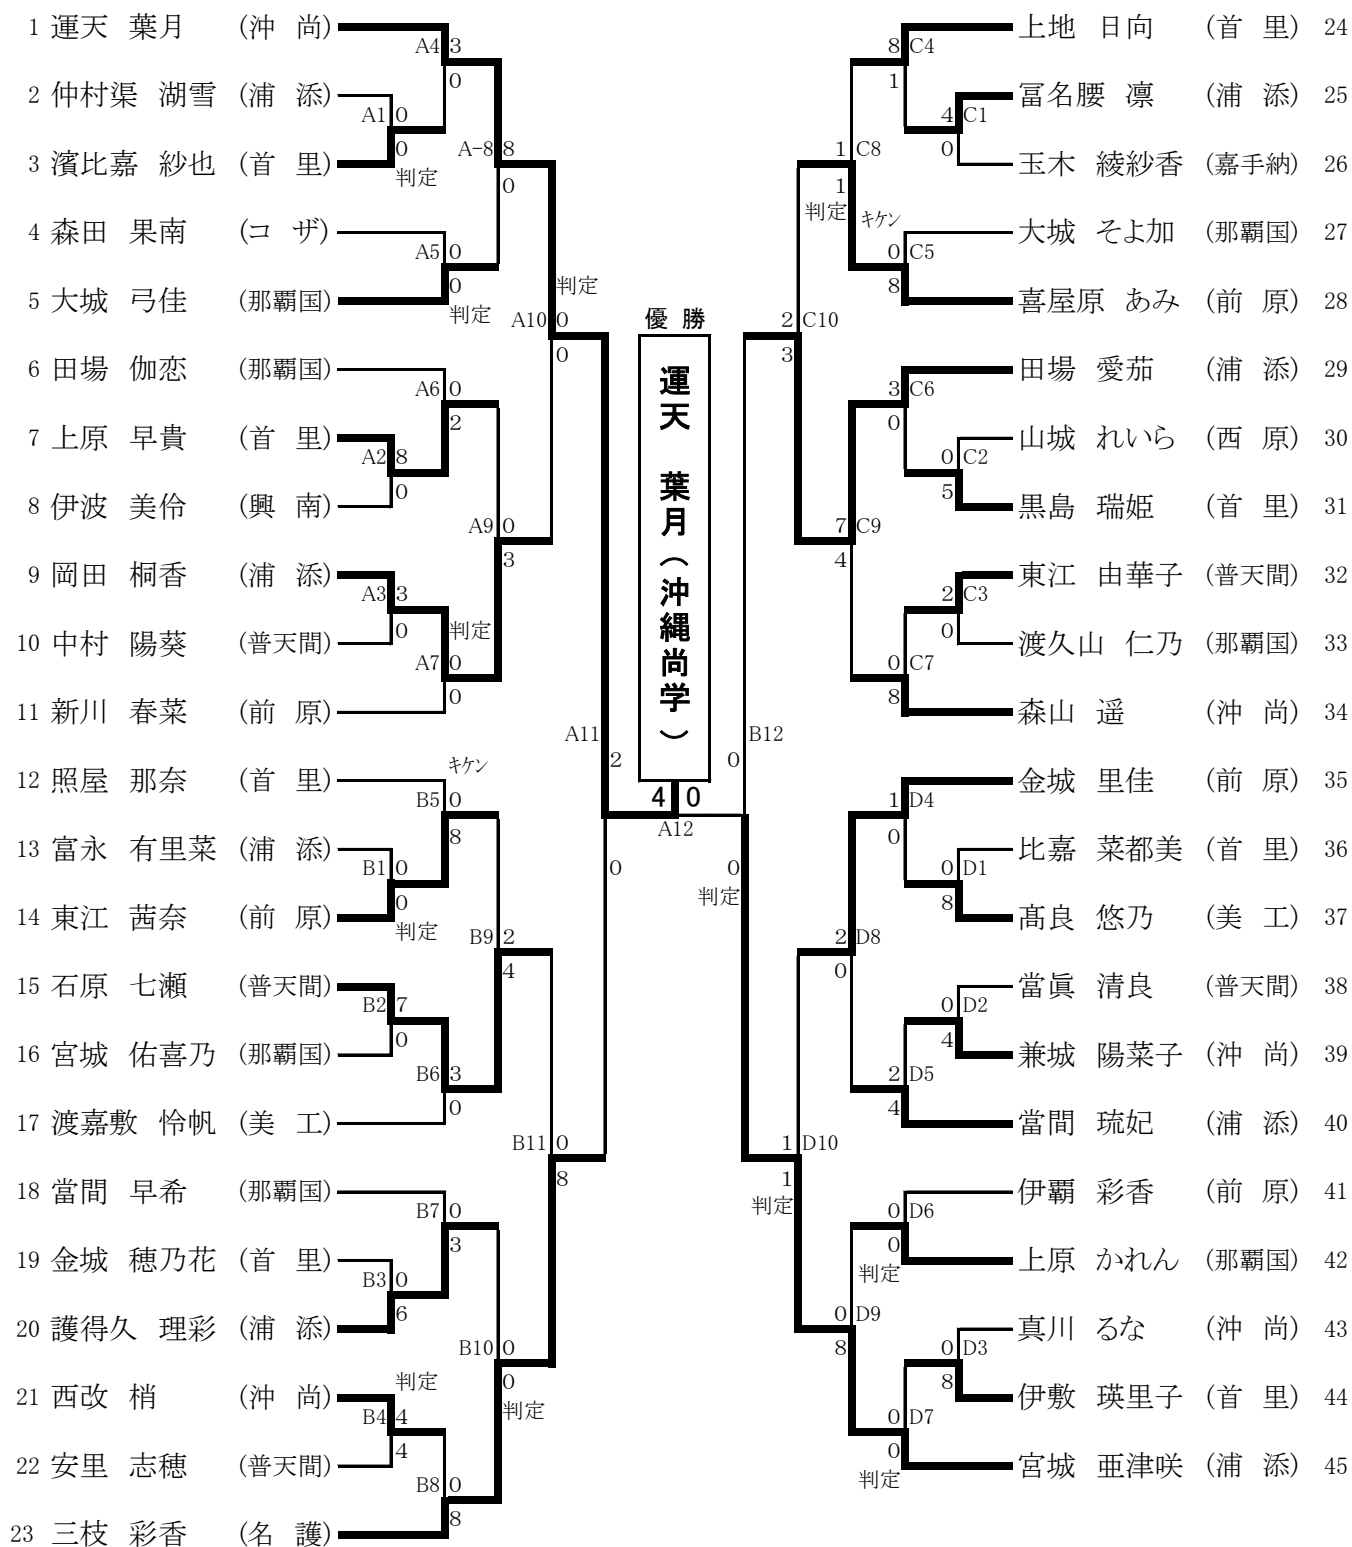 1 運天 葉月 (沖 尚)
2 仲村渠 湖雪 (浦 添)
3 濱比嘉 紗也 (首 里)
4 森田 果南 (コ ザ)
5 大城 弓佳 (那覇国)
6 田場 伽恋 (那覇国)
7 上原 早貴 (首 里)
8 伊波 美伶 (興 南)
9 岡田 桐香 (浦 添)
10 中村 陽葵 (普天間)
11 新川 春菜 (前 原)
12 照屋 那奈 (首 里)
13 富永 有里菜 (浦 添)
14 東江 茜奈 (前 原)
15 石原 七瀬 (普天間)
16 宮城 佑喜乃 (那覇国)
17 渡嘉敷 怜帆 (美 工)
18 當間 早希 (那覇国)
19 金城 穂乃花 (首 里)
20 護得久 理彩 (浦 添)
21 西改 梢 (沖 尚)
22 安里 志穂 (普天間)
23 三枝 彩香 (名 護)
A4 3
0
A1 0
0
判定
A-8 8
0
A5 0
0
判定
A10 0
0
判定
A6 0
2
A2 8
0
A9 0
3
A3 3
0
判定
A7 0
0
A11 2
0
キケン
B5 0
8
B1 0
0
判定
B9 2
4
B2 7
0
B6 3
0
B11 0
8
B7 0
3
B3 0
6
B10 0
0
判定
判定
B4 4
4
B8 0
8
優 勝
運天 葉月(沖縄尚学)
4 0
A12
上地 日向 (首 里) 24
冨名腰 凛 (浦 添) 25
玉木 綾紗香 (嘉手納) 26
大城 そよ加 (那覇国) 27
喜屋原 あみ (前 原) 28
田場 愛茄 (浦 添) 29
山城 れいら (西 原) 30
黒島 瑞姫 (首 里) 31
東江 由華子 (普天間) 32
渡久山 仁乃 (那覇国) 33
森山 遥 (沖 尚) 34
金城 里佳 (前 原) 35
比嘉 菜都美 (首 里) 36
髙良 悠乃 (美 工) 37
當眞 清良 (普天間) 38
兼城 陽菜子 (沖 尚) 39
當間 琉妃 (浦 添) 40
伊覇 彩香 (前 原) 41
上原 かれん (那覇国) 42
真川 るな (沖 尚) 43
伊敷 瑛里子 (首 里) 44
宮城 亜津咲 (浦 添) 45
8 C4
1
4 C1
0
1 C8
1
判定
キケン
0 C5
8
2 C10
3
3 C6
0
0 C2
5
7 C9
4
2 C3
0
0 C7
8
B12
0
0
判定
1 D4
0
0 D1
8
2 D8
0
0 D2
4
2 D5
4
1 D10
1
判定
0 D6
0
判定
0 D9
8
0 D3
8
0 D7
0
判定